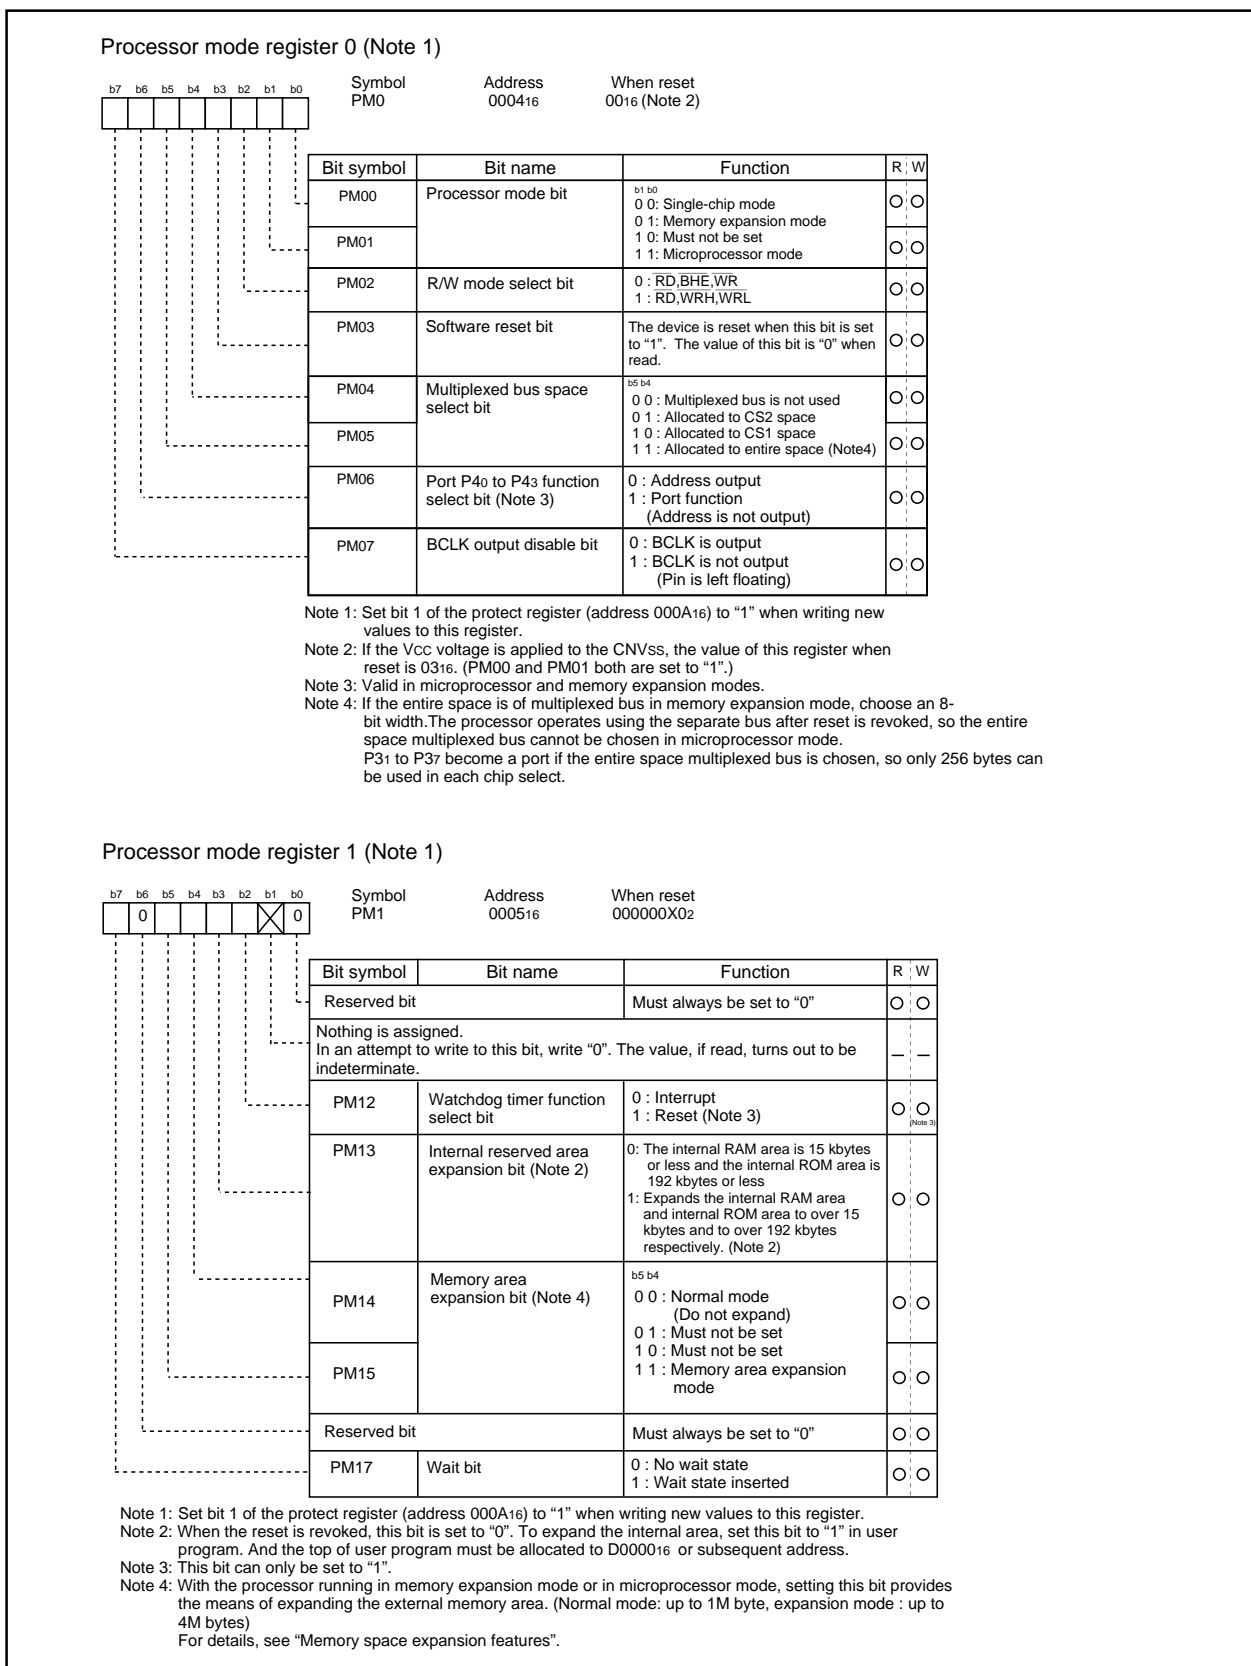 Processor mode register 0 (Note 1)
b7 b6 b5 b4 b3 b2 b1 b0
Symbol Address When reset
PM0 000416 0016 (Note 2)
Bit symbol Bit name Function R W
PM00 Processor mode bit
b1 b0
0 0: Single-chip mode
0 1: Memory expansion mode
PM01
1 0: Must not be set
1 1: Microprocessor mode
PM02 R/W mode select bit
0 : RD,BHE,WR
1 : RD,WRH,WRL
PM03 Software reset bit
The device is reset when this bit is set
to “1”. The value of this bit is “0” when
read.
PM04 Multiplexed bus space
select bit
b5 b4
0 0 : Multiplexed bus is not used
0 1 : Allocated to CS2 space
PM05
1 0 : Allocated to CS1 space
1 1 : Allocated to entire space (Note4)
PM06 Port P40 to P43 function
select bit (Note 3)
0 : Address output
1 : Port function
(Address is not output)
PM07 BCLK output disable bit
0 : BCLK is output
1 : BCLK is not output
(Pin is left floating)
Note 1: Set bit 1 of the protect register (address 000A16) to “1” when writing new
values to this register.
Note 2: If the VCC voltage is applied to the CNVSS, the value of this register when
reset is 0316. (PM00 and PM01 both are set to “1”.)
Note 3: Valid in microprocessor and memory expansion modes.
Note 4: If the entire space is of multiplexed bus in memory expansion mode, choose an 8-
bit width.The processor operates using the separate bus after reset is revoked, so the entire
space multiplexed bus cannot be chosen in microprocessor mode.
P31 to P37 become a port if the entire space multiplexed bus is chosen, so only 256 bytes can
be used in each chip select.
Processor mode register 1 (Note 1)
b7 b6 b5 b4 b3 b2 b1 b0
0 0
Symbol Address When reset
PM1 000516 000000X02
Bit symbol Bit name Function R W
Reserved bit Must always be set to “0”
Nothing is assigned.
In an attempt to write to this bit, write “0”. The value, if read, turns out to be
indeterminate.
PM12 Watchdog timer function
select bit
0 : Interrupt
1 : Reset (Note 3)
(Note 3)
PM13 Internal reserved area
expansion bit (Note 2)
0: The internal RAM area is 15 kbytes
or less and the internal ROM area is
192 kbytes or less
1: Expands the internal RAM area
and internal ROM area to over 15
kbytes and to over 192 kbytes
respectively. (Note 2)
PM14 Memory area
expansion bit (Note 4)
b5 b4
0 0 : Normal mode
(Do not expand)
0 1 : Must not be set
1 0 : Must not be set
PM15
1 1 : Memory area expansion
mode
Reserved bit Must always be set to “0”
PM17 Wait bit
0 : No wait state
1 : Wait state inserted
Note 1: Set bit 1 of the protect register (address 000A16) to “1” when writing new values to this register.
Note 2: When the reset is revoked, this bit is set to “0”. To expand the internal area, set this bit to “1” in user
program. And the top of user program must be allocated to D000016 or subsequent address.
Note 3: This bit can only be set to “1”.
Note 4: With the processor running in memory expansion mode or in microprocessor mode, setting this bit provides
the means of expanding the external memory area. (Normal mode: up to 1M byte, expansion mode : up to
4M bytes)
For details, see “Memory space expansion features”.